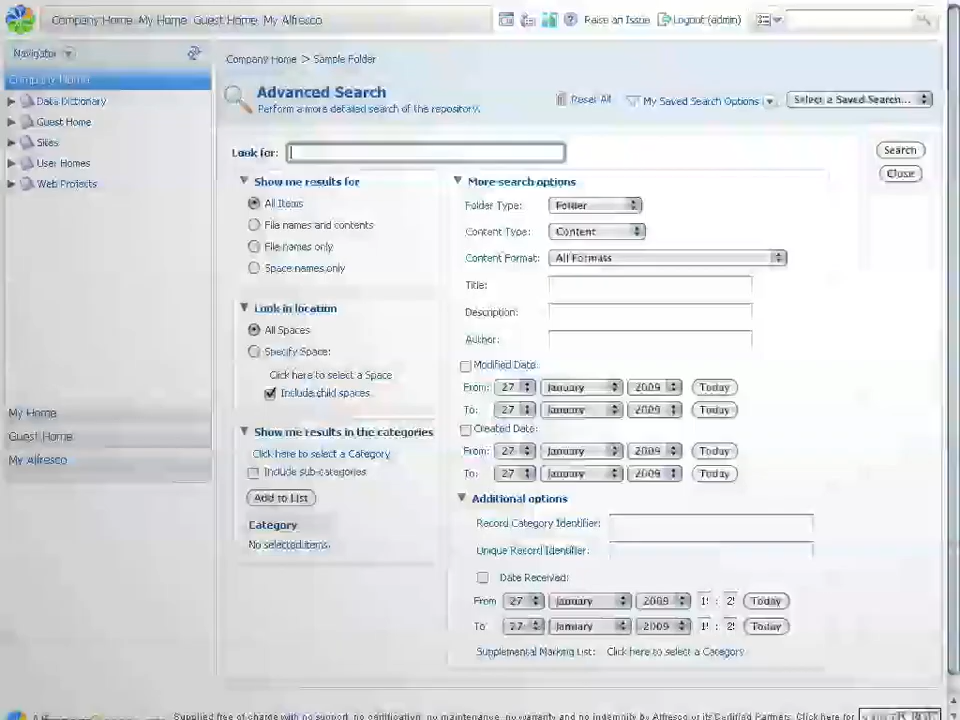 Company Home My Home Guest Home My Alfresco
Raise an Issue Logout (admin)
Navigator
Company Home > Sample Folder
Company Home
Advanced Search
Perform a more detailed search of this repository.
Reset All My Saved Search Options Select a Saved Search...
Data Dictionary
Guest Home
Sites
User Homes
Web Projects
Look for:
Search
Close
Show me results for
All Items
File names and contents
File names only
Space names only
Look in location
All Spaces
Specify Space:
Click here to select a Space
Include child spaces
Show me results in the categories
Click here to select a Category
Include sub-categories
Add to List
Category
No selected items.
More search options
Folder Type: Folder
Content Type: Content
Content Format: All Formats
Title:
Description:
Author:
Modified Date:
From: 27 January 2009 Today
To: 27 January 2009 Today
Created Date:
From: 27 January 2009 Today
To: 27 January 2009 Today
Additional options
Record Category Identifier:
Unique Record Identifier:
Date Received:
From 27 January 2009 : Today
To 27 January 2009 : Today
Supplemental Marking List: Click here to select a Category
My Home
Guest Home
My Alfresco
Supplied free of charge with no support, no certification, no maintenance, no warranty and no indemnity by Alfresco or its Certified Partners. Click here for